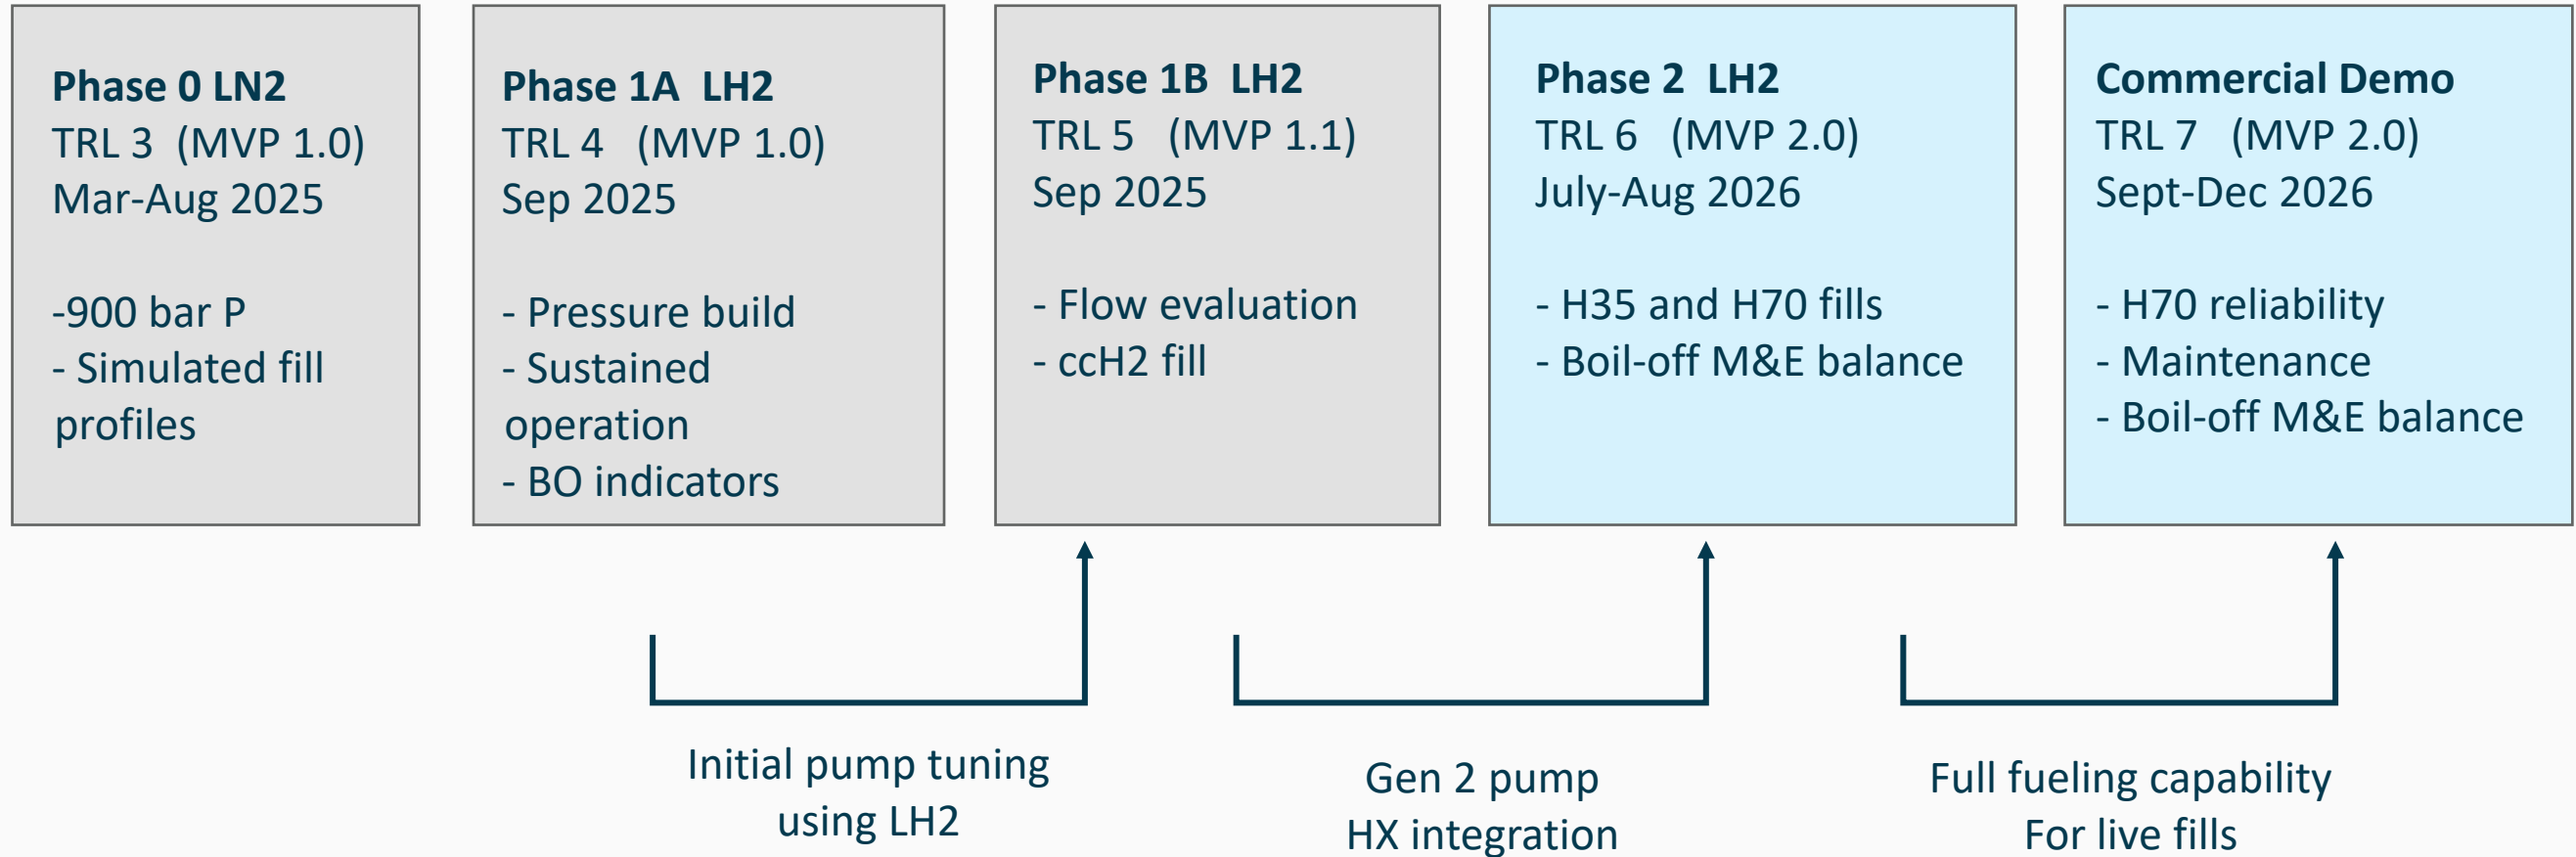 Phase 0 LN2
TRL 3 (MVP 1.0)
Mar-Aug 2025
-900 bar P
- Simulated fill
profiles
Phase 1A LH2
TRL 4 (MVP 1.0)
Sep 2025
- Pressure build
- Sustained
operation
- BO indicators
Phase 1B LH2
TRL 5 (MVP 1.1)
Sep 2025
- Flow evaluation
- ccH2 fill
Phase 2 LH2
TRL 6 (MVP 2.0)
July-Aug 2026
- H35 and H70 fills
- Boil-off M&E balance
Commercial Demo
TRL 7 (MVP 2.0)
Sept-Dec 2026
- H70 reliability
- Maintenance
- Boil-off M&E balance
Initial pump tuning
using LH2
Gen 2 pump
HX integration
Full fueling capability
For live fills